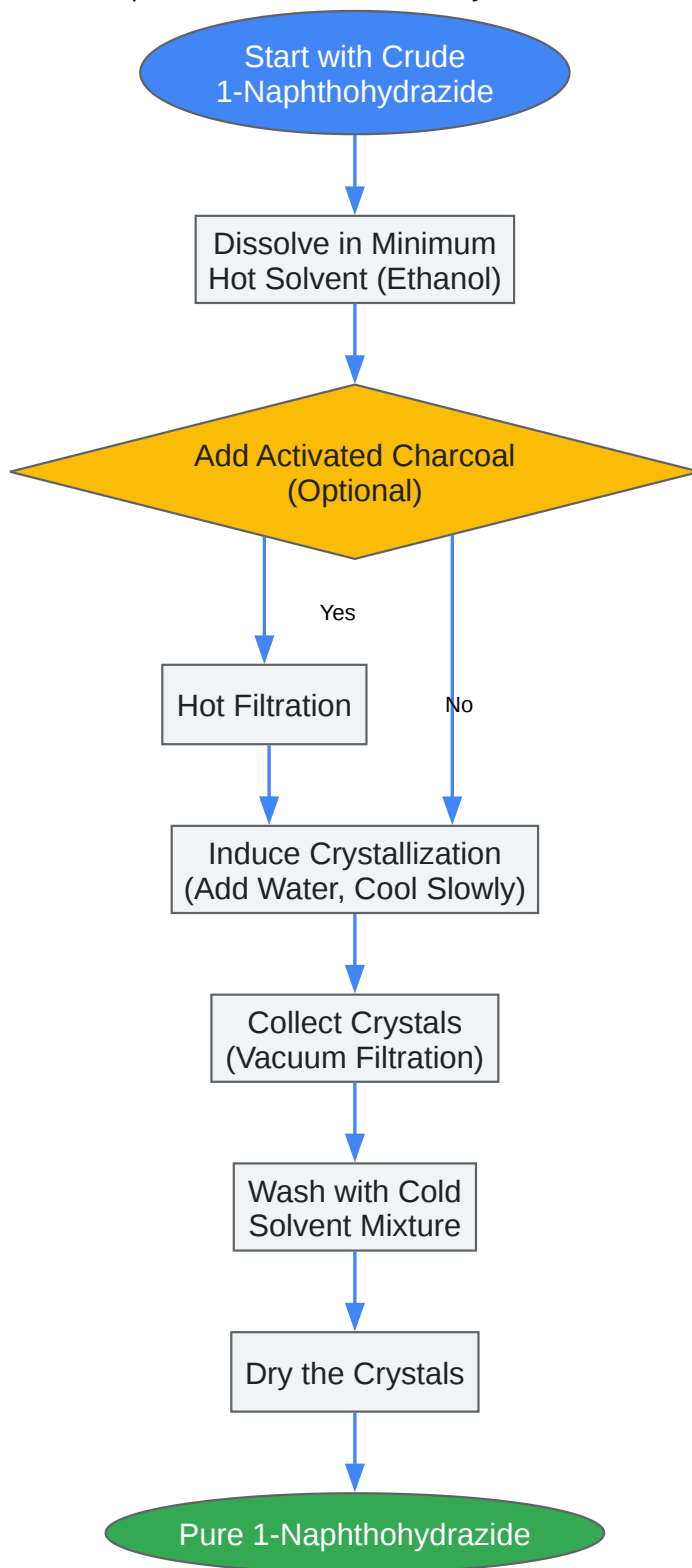 Start with Crude
1-Naphthohydrazide
Dissolve in Minimum
Hot Solvent (Ethanol)
Add Activated Charcoal
(Optional)
Yes
Hot Filtration
No
Induce Crystallization
(Add Water, Cool Slowly)
Collect Crystals
(Vacuum Filtration)
Wash with Cold
Solvent Mixture
Dry the Crystals
Pure 1-Naphthohydrazide